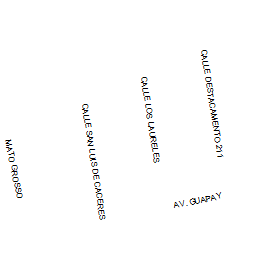 CALLE DESTACAMENTO 211
CALLE LOS LAURELES
CALLE SAN LUIS DE CACERES
MATO GROSSO
AV. GUAPAY